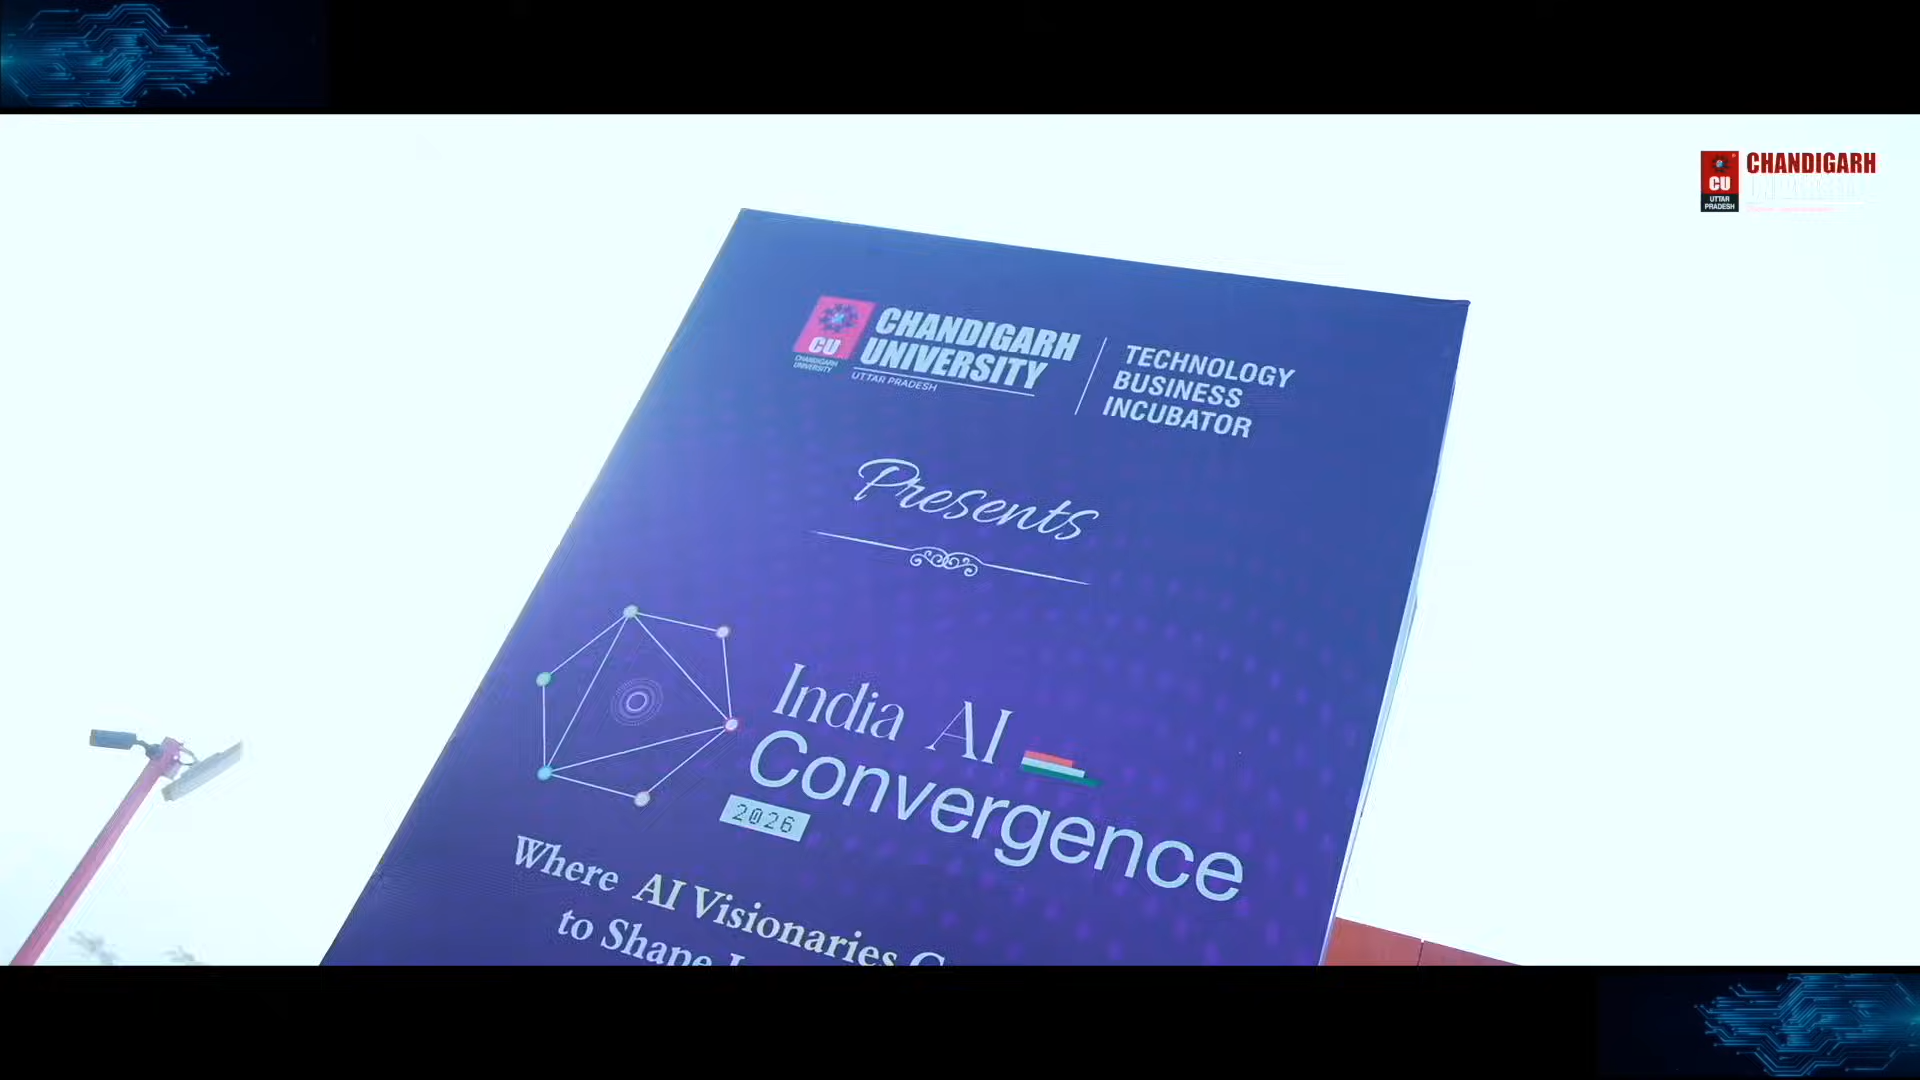 CHANDIGARH
CU
UTTAR
PRADESH
CHANDIGARH
UNIVERSITY
UTTAR PRADESH
CU
CHANDIGARH
UNIVERSITY
TECHNOLOGY
BUSINESS
INCUBATOR
Presents
India AI
Convergence
2026
Where AI Visionaries
to Shape